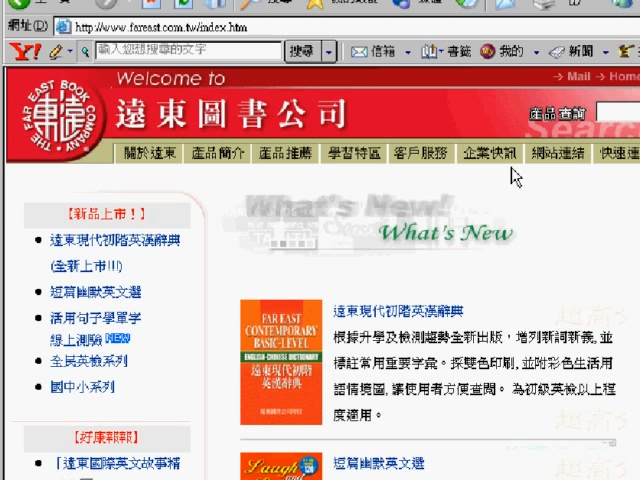 網址(D) http://www.fareast.com.tw/index.htm
Y! 輸入您想搜尋的文字 搜尋 信箱 書籤 我的 新聞
Welcome to → Mail → Home
THE FAR EAST BOOK COMPANY 遠東
遠東圖書公司 產品查詢
Search
關於遠東 產品簡介 產品推薦 學習特區 客戶服務 企業快訊 網站連結 快速連
What's New!
What's New
【新品上市！】
遠東現代初階英漢辭典
(全新上市!!!)
短篇幽默英文選
活用句子學單字
線上測驗 NEW
全民英檢系列
國中小系列
【好康報報】
「遠東國際英文故事精
FAR EAST
CONTEMPORARY
BASIC-LEVEL
ENGLISH-CHINESE DICTIONARY
遠東現代初階
英漢辭典
遠東現代初階英漢辭典
根據升學及檢測趨勢全新出版，增列新詞新義, 並
標註常用重要字彙。採雙色印刷, 並附彩色生活用
語情境圖, 讓使用者方便查閱。 為初級英檢以上程
度適用。
Laugh and
短篇幽默英文選